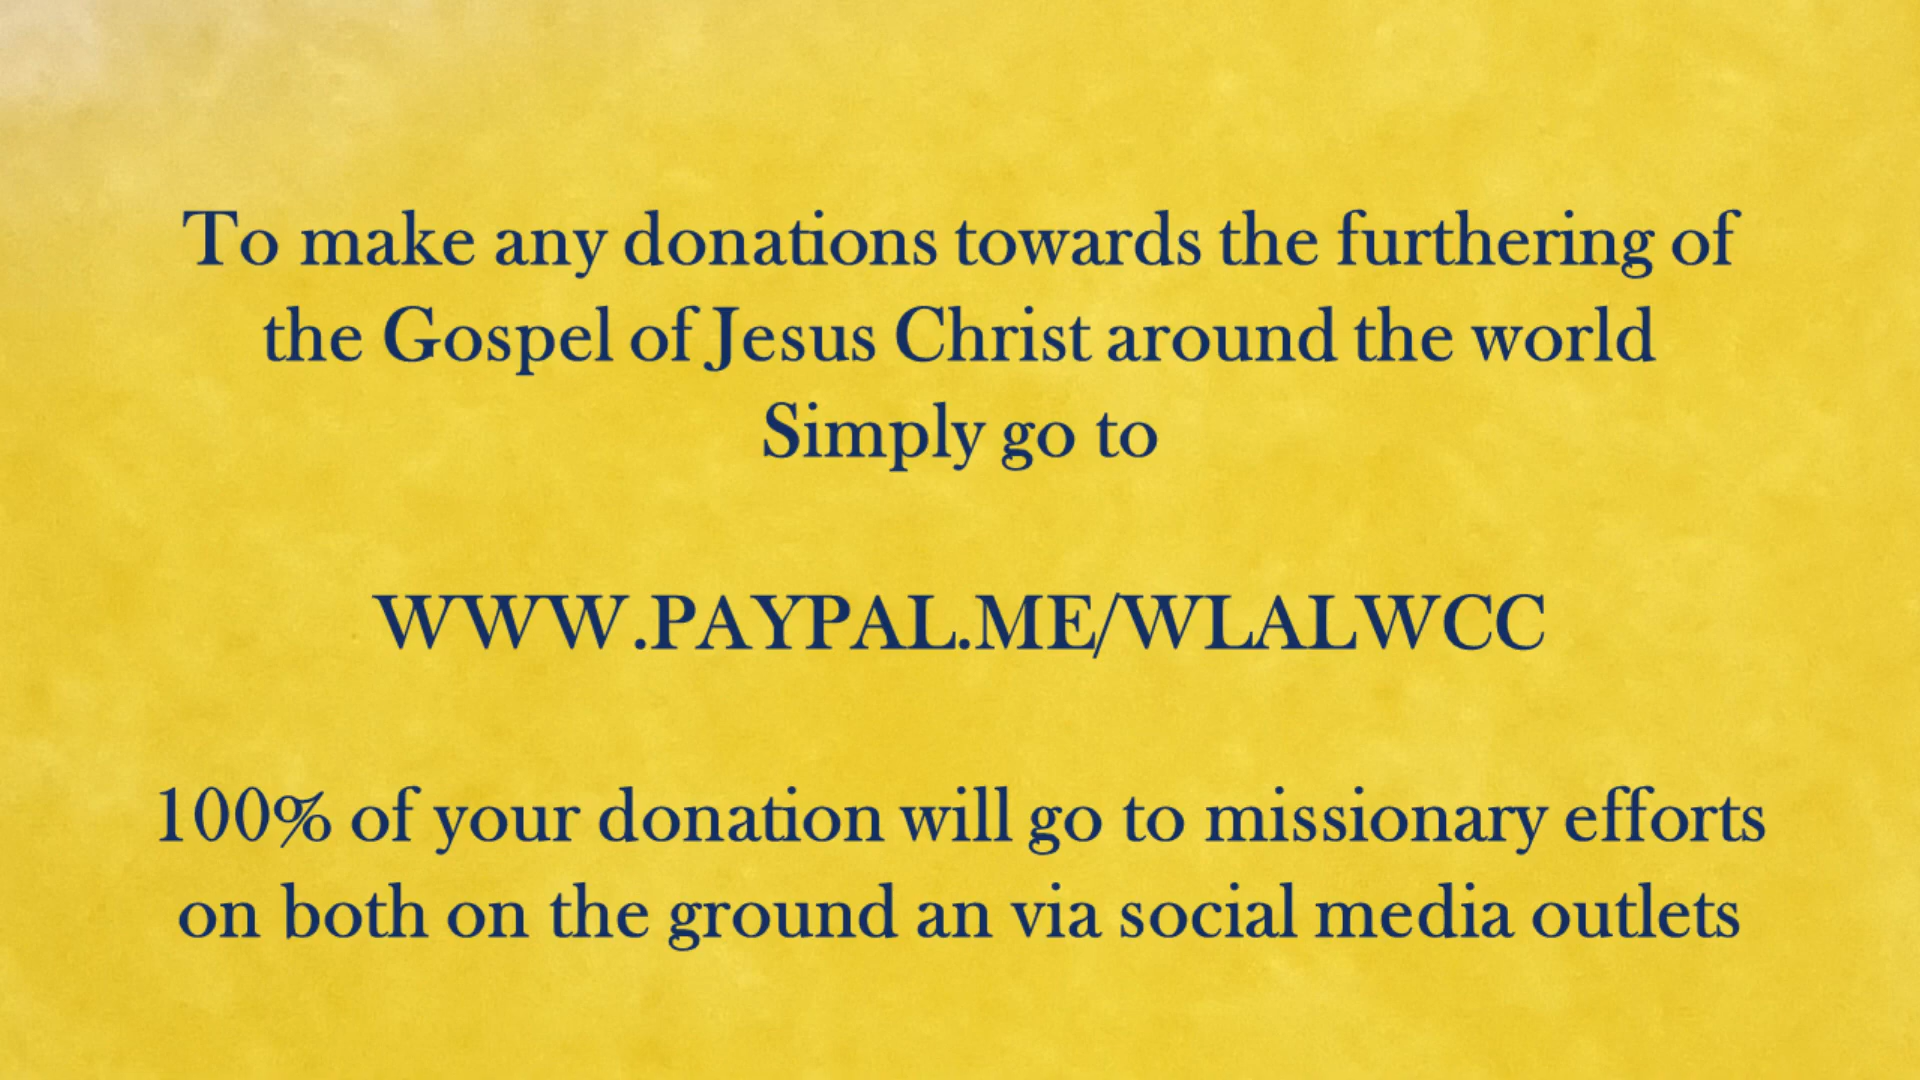 To make any donations towards the furthering of
the Gospel of Jesus Christ around the world
Simply go to
WWW.PAYPAL.ME/WLALWCC
100% of your donation will go to missionary efforts
on both on the ground an via social media outlets